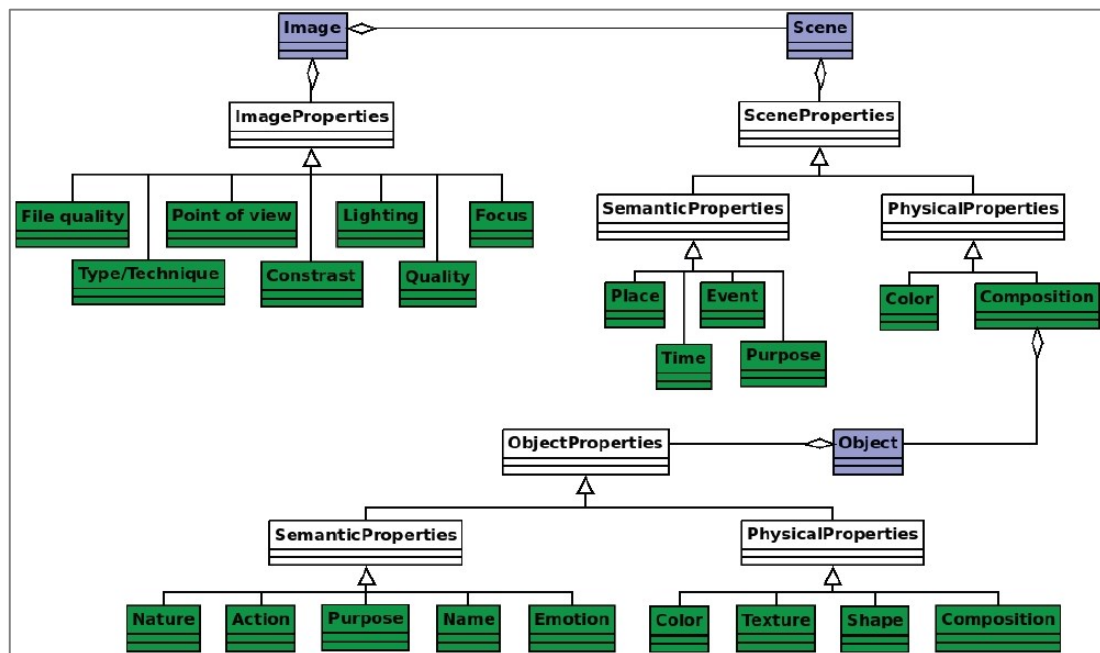 Image
Scene
ImageProperties
SceneProperties
File quality
Point of view
Lighting
Focus
Type/Technique
Constrast
Quality
SemanticProperties
PhysicalProperties
Place
Event
Color
Composition
Time
Purpose
ObjectProperties
Object
SemanticProperties
PhysicalProperties
Nature
Action
Purpose
Name
Emotion
Color
Texture
Shape
Composition